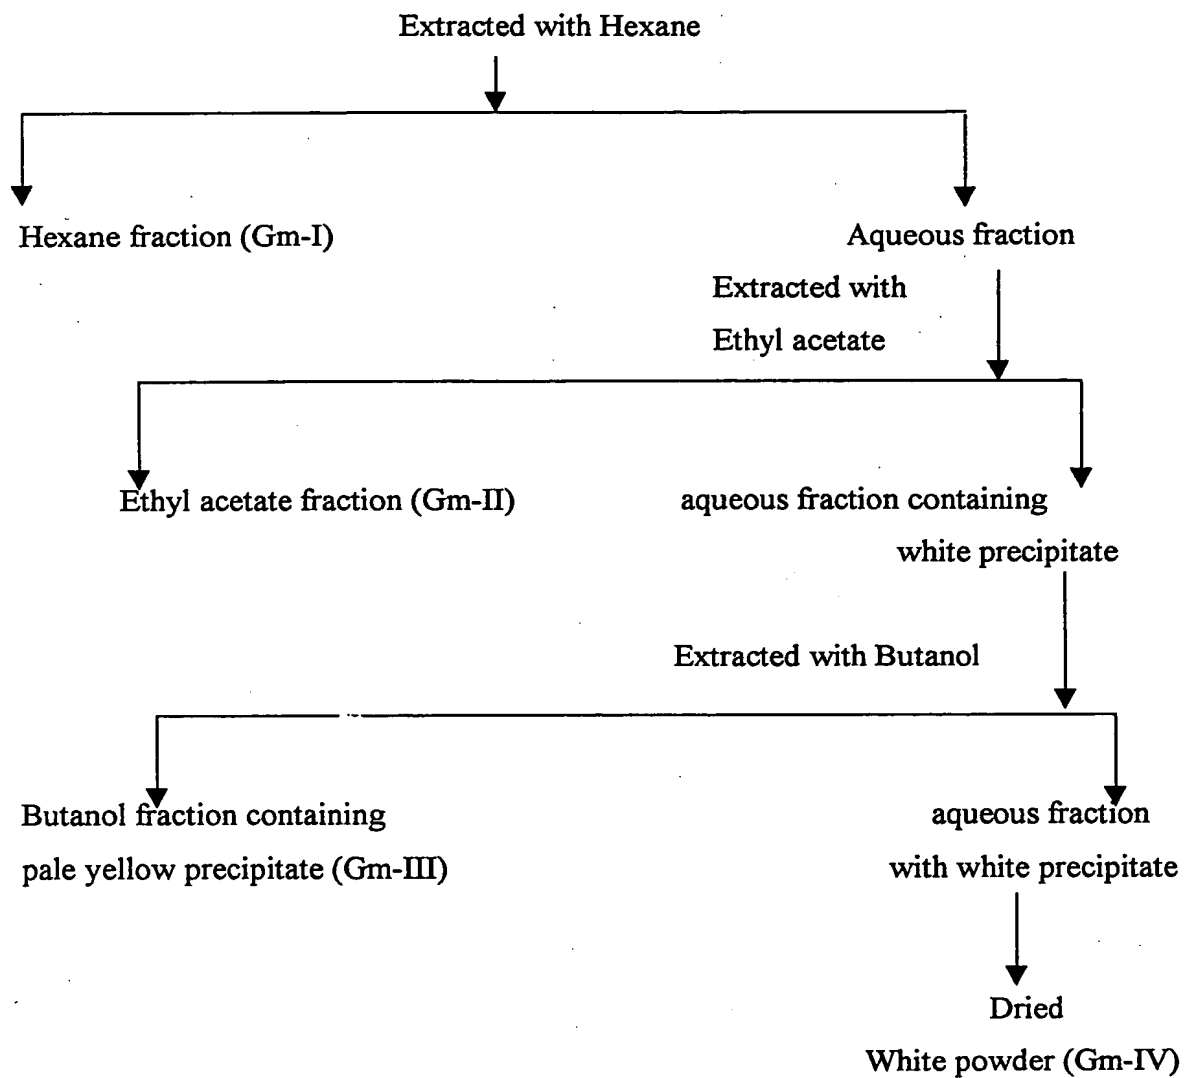 Extracted with Hexane
Hexane fraction (Gm-I)
Aqueous fraction
Extracted with
Ethyl acetate
Ethyl acetate fraction (Gm-II)
aqueous fraction containing
white precipitate
Extracted with Butanol
Butanol fraction containing
pale yellow precipitate (Gm-III)
aqueous fraction
with white precipitate
Dried
White powder (Gm-IV)